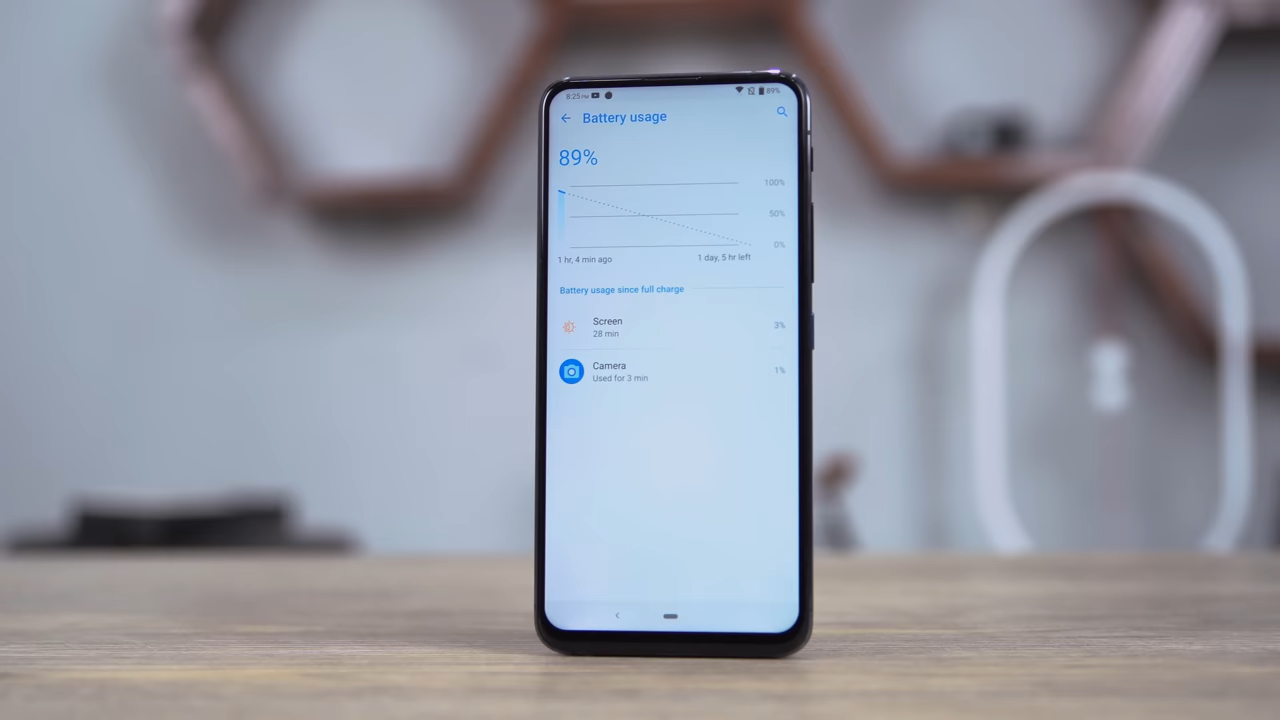 8:25 PM 89%
Battery usage
89%
100%
50%
0%
1 hr, 4 min ago 1 day, 5 hr left
Battery usage since full charge
Screen 3%
28 min
Camera 1%
Used for 3 min